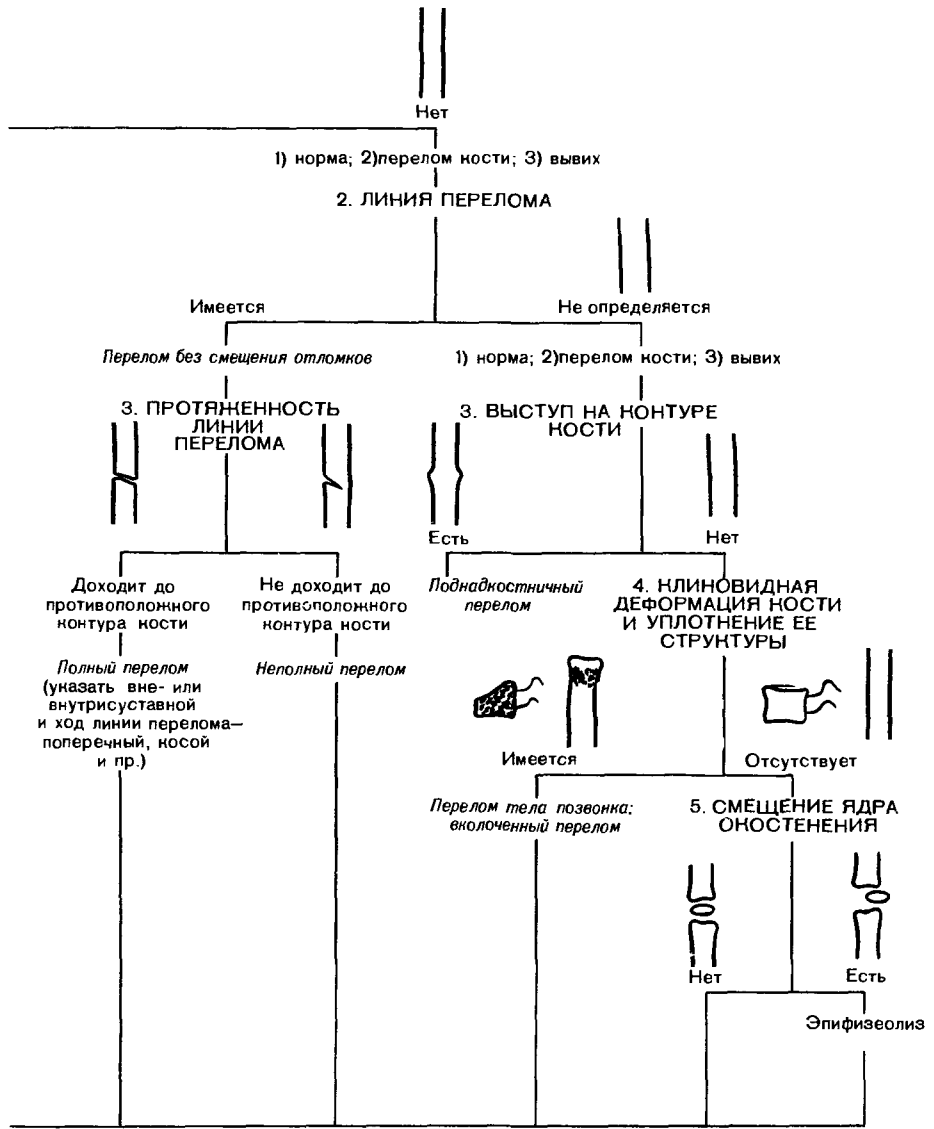 Нет
1) норма; 2)перелом кости; 3) вывих
2. ЛИНИЯ ПЕРЕЛОМА
Имеется
Не определяется
Перелом без смещения отломков
1) норма; 2)перелом кости; 3) вывих
3. ПРОТЯЖЕННОСТЬ
ЛИНИИ
ПЕРЕЛОМА
3. ВЫСТУП НА КОНТУРЕ
КОСТИ
Есть
Нет
Доходит до
противоположного
контура кости
Не доходит до
противоположного
контура кости
Поднадкостничный
перелом
4. КЛИНОВИДНАЯ
ДЕФОРМАЦИЯ КОСТИ
И УПЛОТНЕНИЕ ЕЕ
СТРУКТУРЫ
Полный перелом
(указать вне- или
внутрисуставной
и ход линии перелома—
поперечный, косой
и пр.)
Неполный перелом
Имеется
Отсутствует
Перелом тела позвонка;
вколоченный перелом
5. СМЕЩЕНИЕ ЯДРА
ОКОСТЕНЕНИЯ
Нет
Есть
Эпифизеолиз